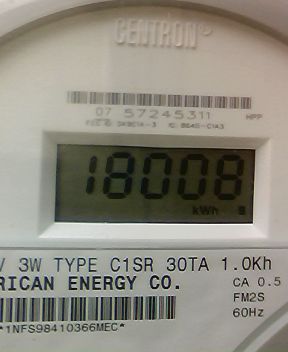 CENTRON®
07 57245311 HPP
18008
kWh
V 3W TYPE C1SR 30TA 1.0Kh
RICAN ENERGY CO. CA 0.5
FM2S
60Hz
*1NFS98410366MEC*